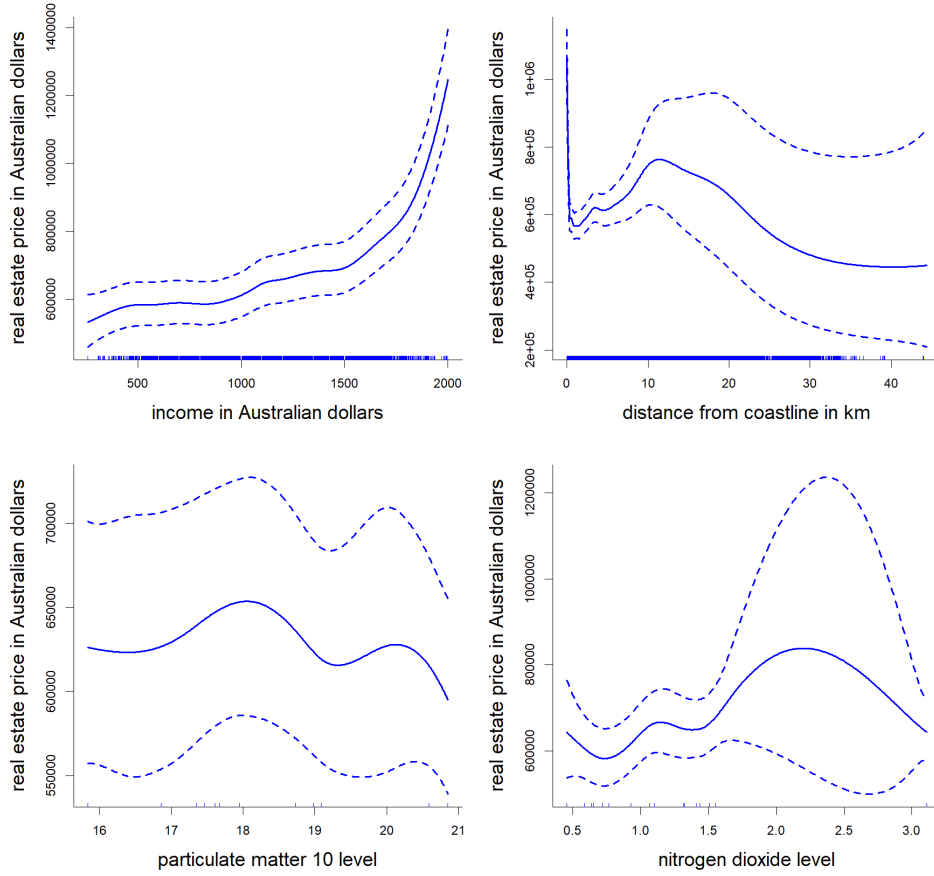 real estate price in Australian dollars
1400000
1200000
1000000
800000
600000
500
1000
1500
2000
income in Australian dollars
real estate price in Australian dollars
1e+06
8e+05
6e+05
4e+05
2e+05
0
10
20
30
40
distance from coastline in km
real estate price in Australian dollars
700000
650000
600000
550000
16
17
18
19
20
21
particulate matter 10 level
real estate price in Australian dollars
1200000
1000000
800000
600000
0.5
1.0
1.5
2.0
2.5
3.0
nitrogen dioxide level